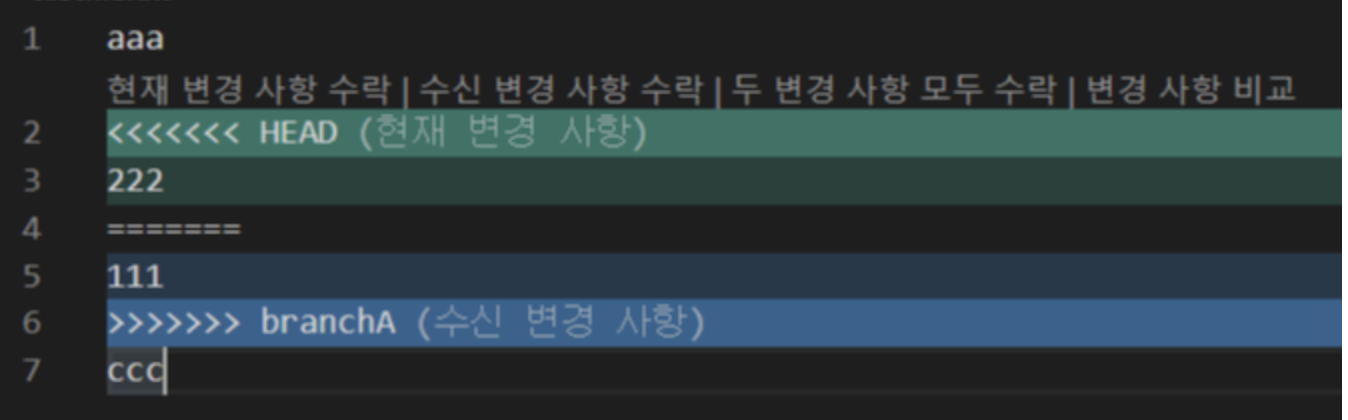 1 aaa
현재 변경 사항 수락 | 수신 변경 사항 수락 | 두 변경 사항 모두 수락 | 변경 사항 비교
2 <<<<<<< HEAD (현재 변경 사항)
3 222
4 =======
5 111
6 >>>>>>> branchA (수신 변경 사항)
7 ccc